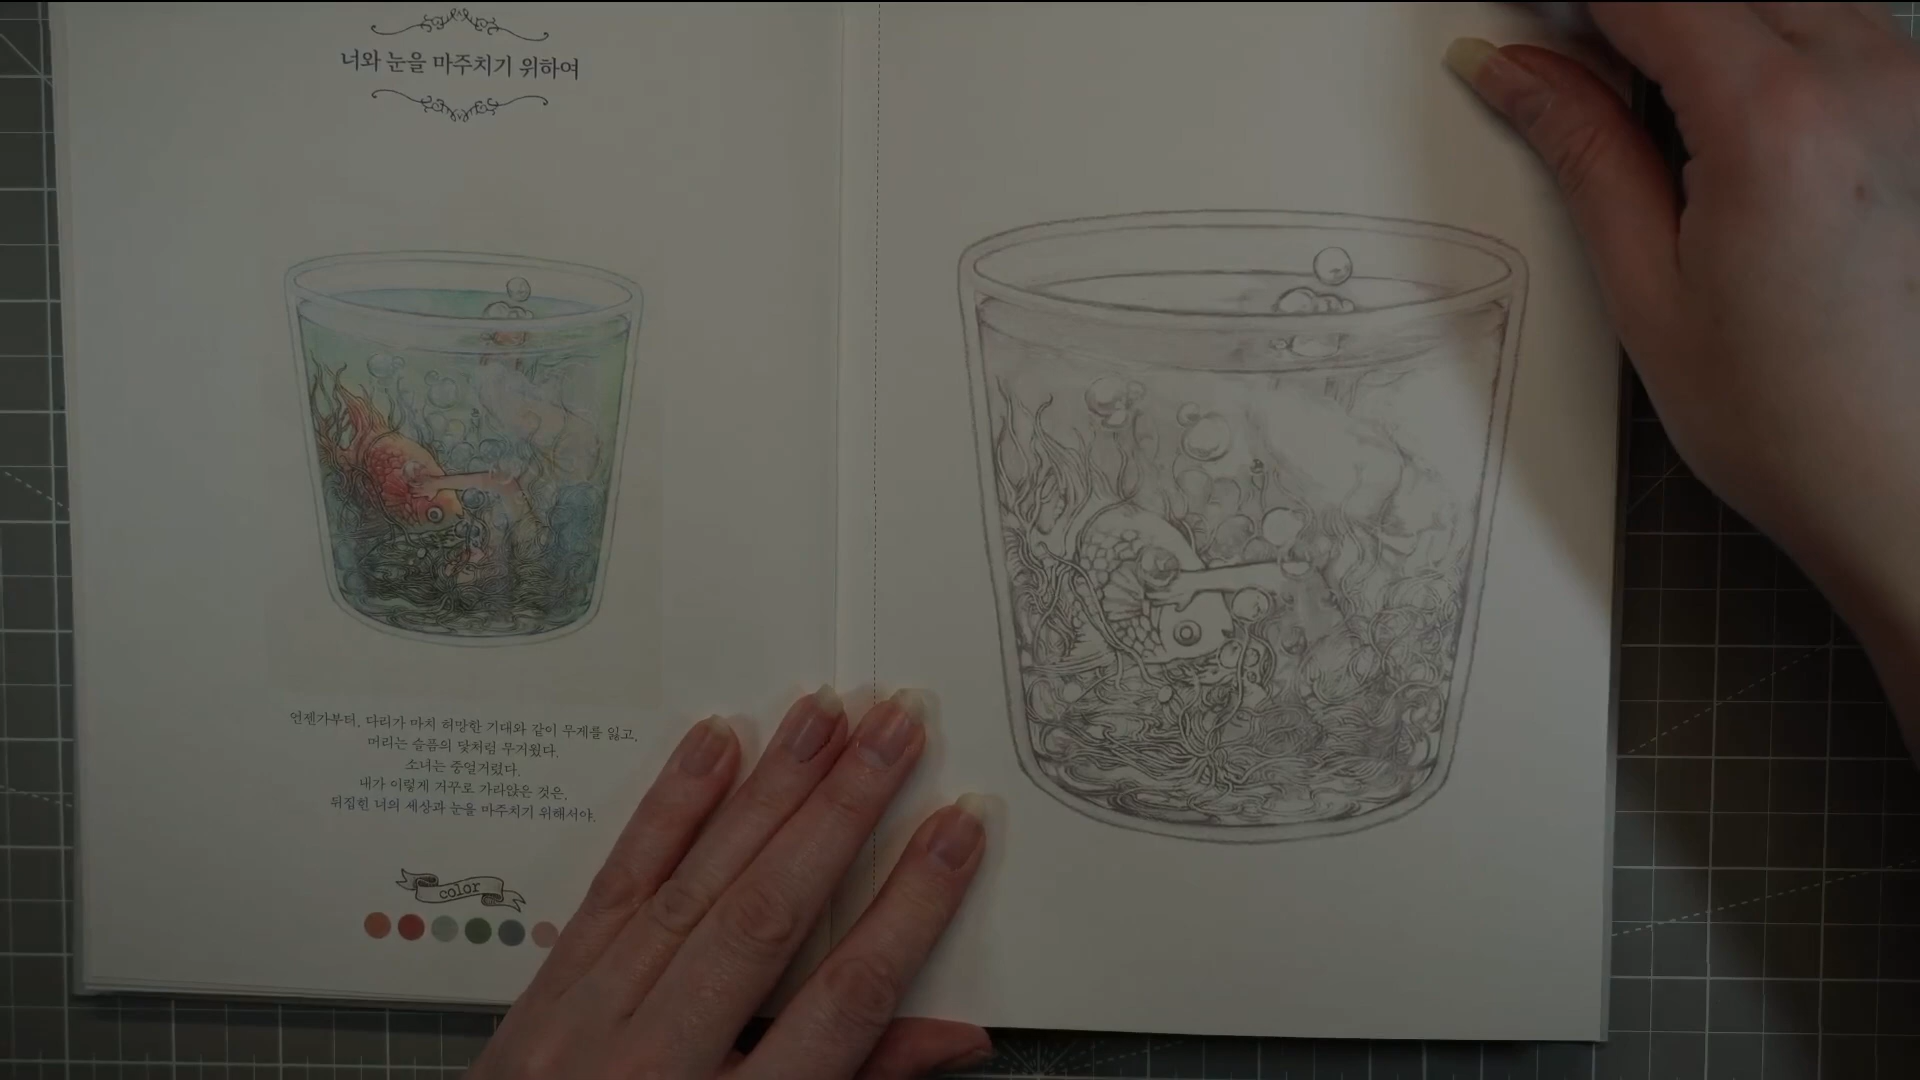 너와 눈을 마주치기 위하여
언젠가부터, 다리가 마치 허망한 기대와 같이 무게를 잃고,
머리는 슬픔의 닻처럼 무거웠다.
소녀는 중얼거렸다.
내가 이렇게 거꾸로 가라앉은 것은,
뒤집힌 너의 세상과 눈을 마주치기 위해서야.
color